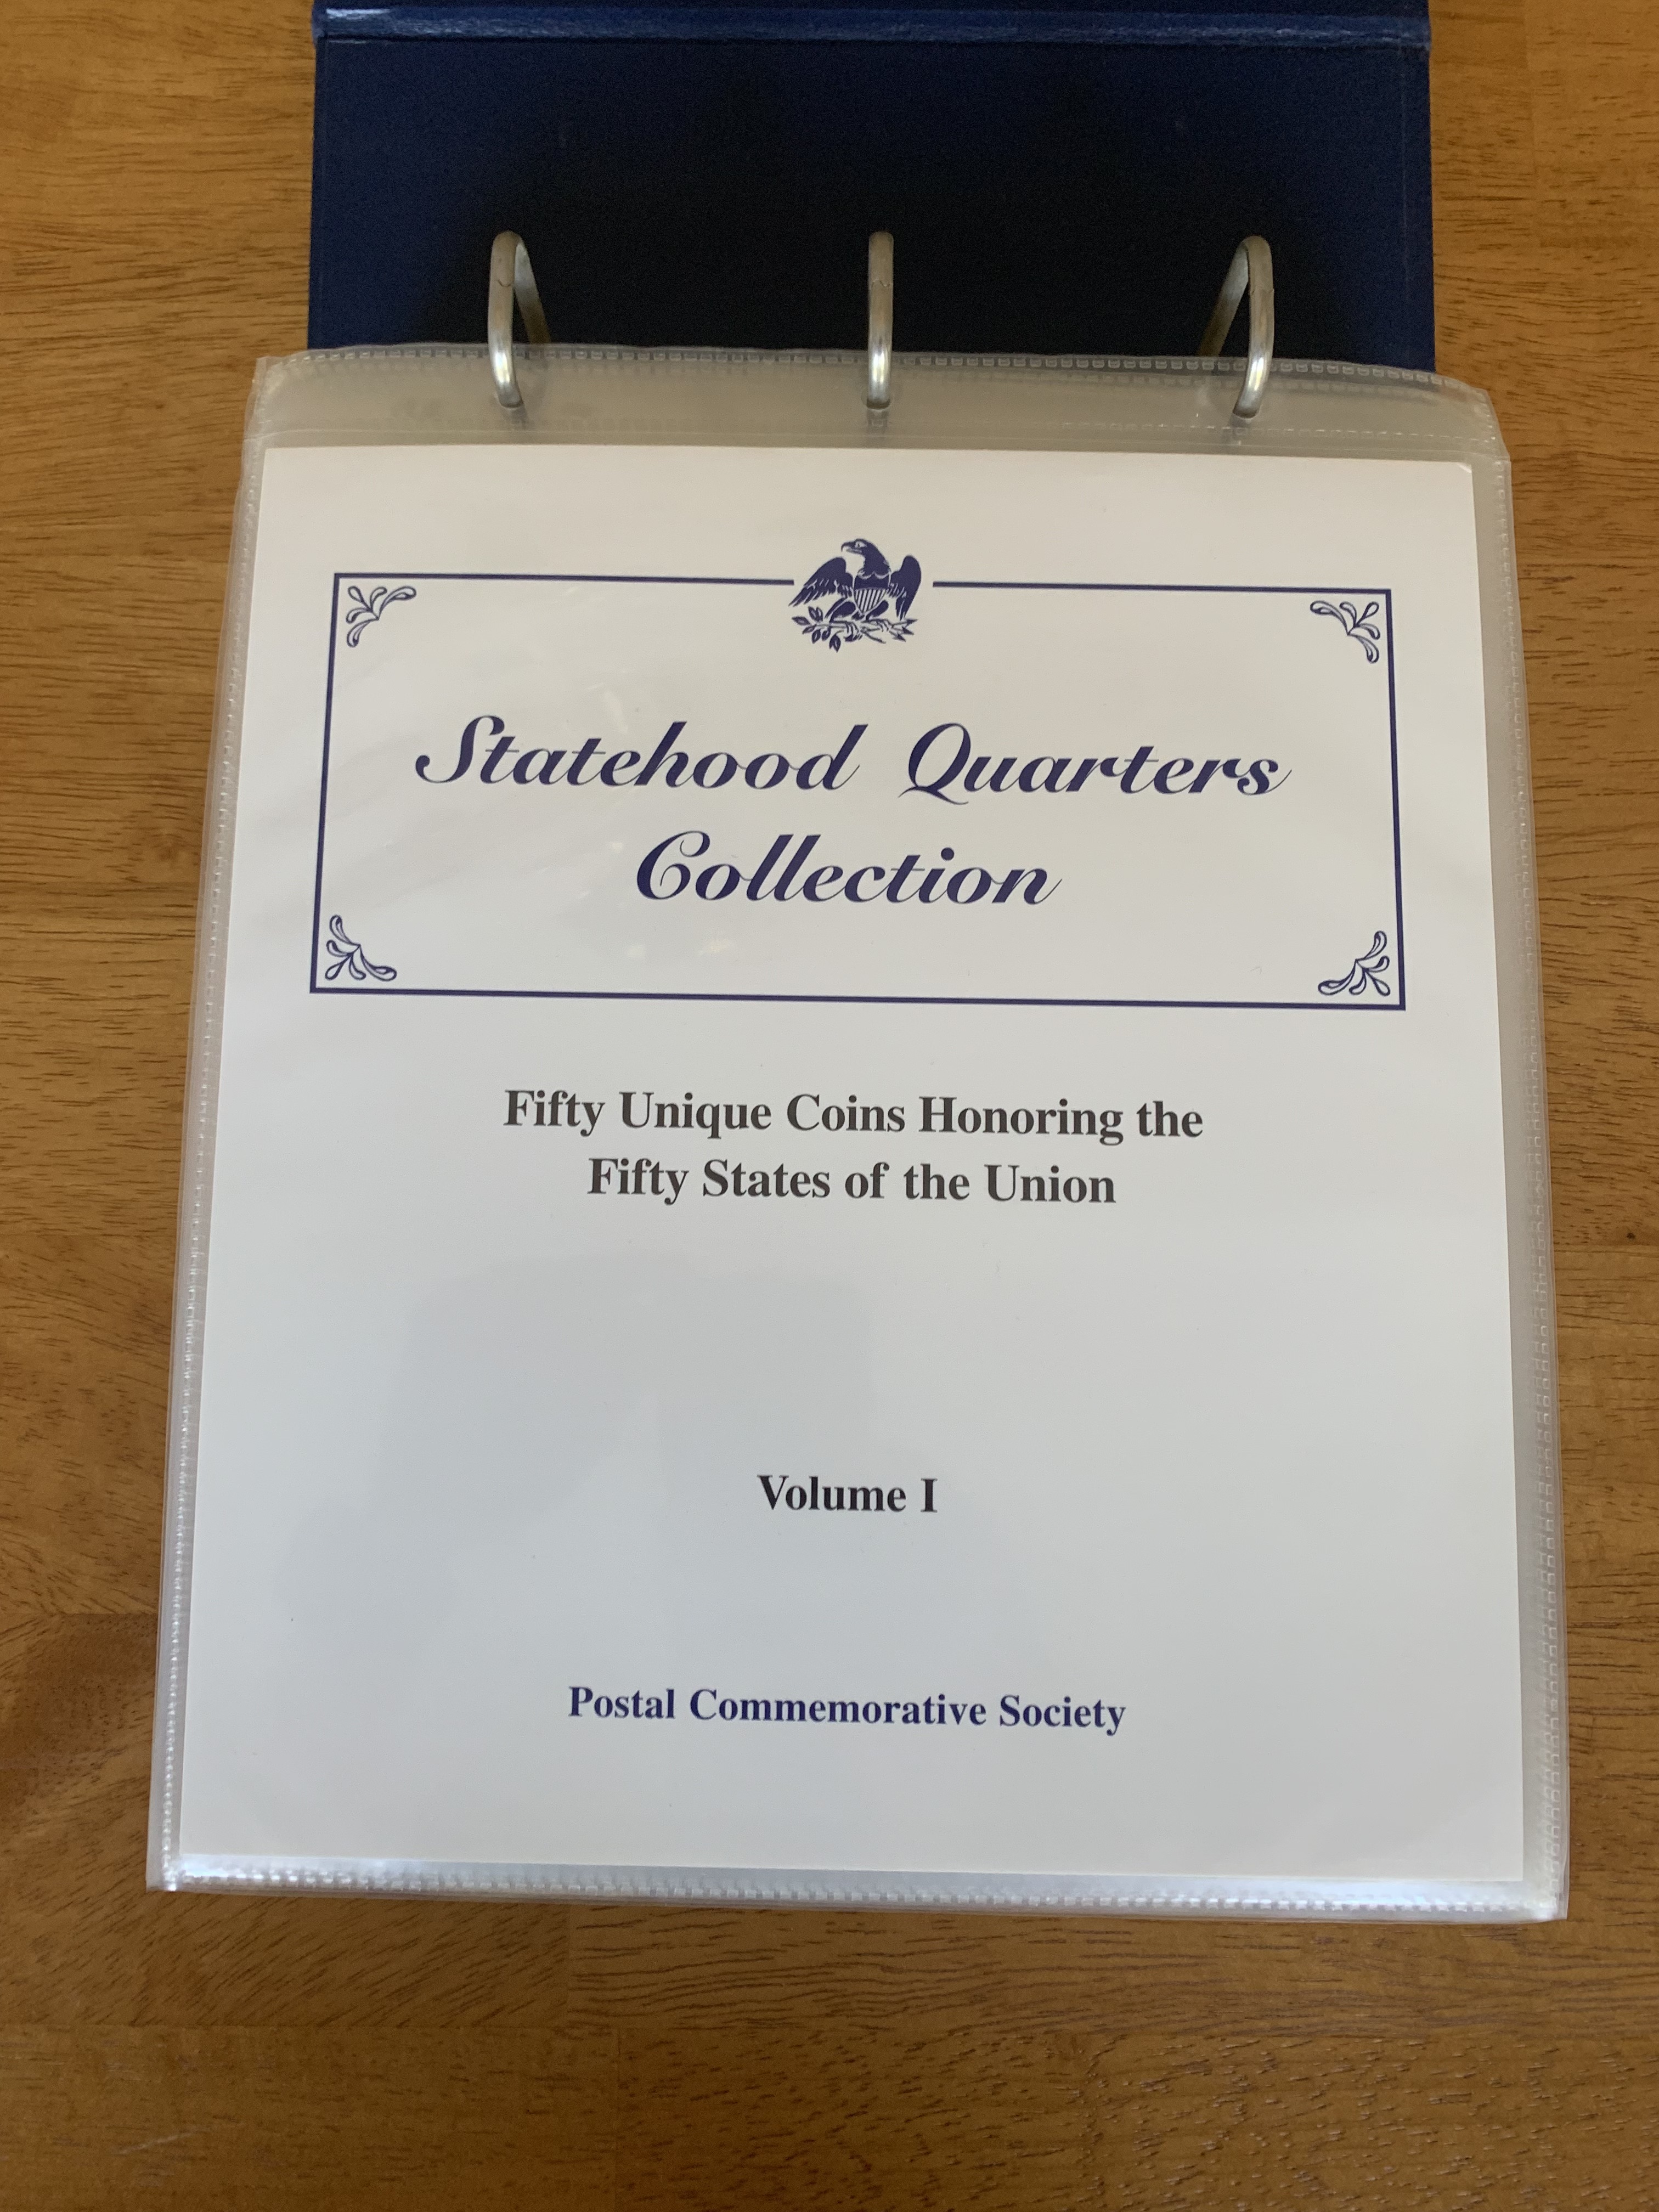 Statehood Quarters
Collection
Fifty Unique Coins Honoring the
Fifty States of the Union
Volume I
Postal Commemorative Society